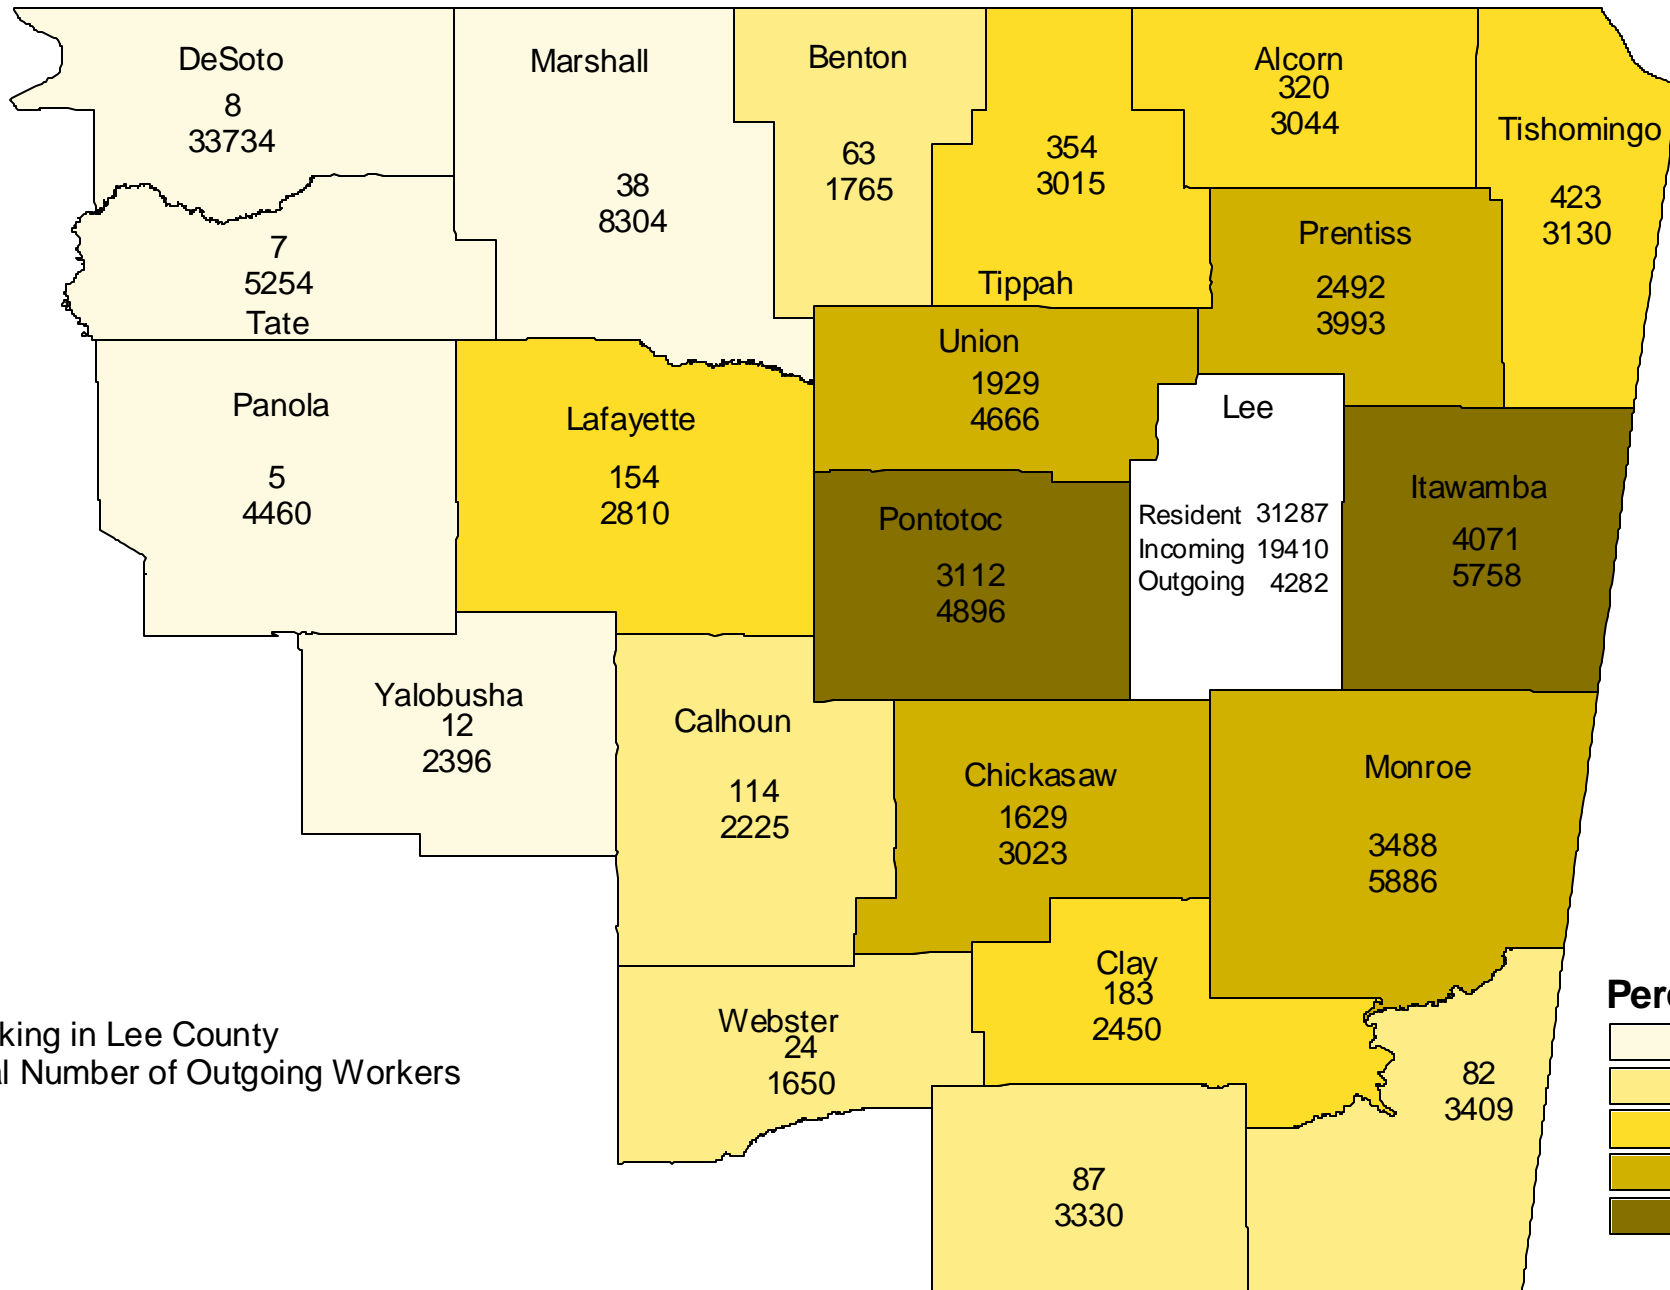 DeSoto
8
33734
Marshall
38
8304
Benton
63
1765
354
3015
Tippah
Alcorn
320
3044
Tishomingo
423
3130
7
5254
Tate
Prentiss
2492
3993
Union
1929
4666
Lee
Resident 31287
Incoming 19410
Outgoing 4282
Panola
5
4460
Lafayette
154
2810
Pontotoc
3112
4896
Itawamba
4071
5758
Yalobusha
12
2396
Calhoun
114
2225
Chickasaw
1629
3023
Monroe
3488
5886
Clay
183
2450
Webster
24
1650
82
3409
87
3330
king in Lee County
l Number of Outgoing Workers